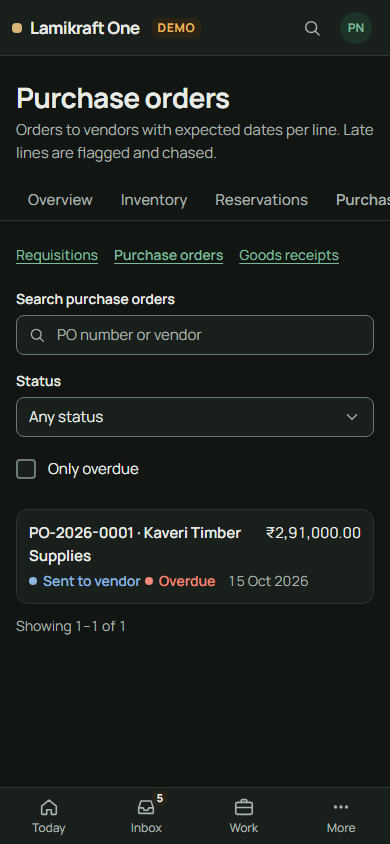 Lamikraft One DEMO PN
Purchase orders
Orders to vendors with expected dates per line. Late
lines are flagged and chased.
Overview Inventory Reservations Purchas
Requisitions Purchase orders Goods receipts
Search purchase orders
PO number or vendor
Status
Any status
Only overdue
PO-2026-0001 · Kaveri Timber ₹2,91,000.00
Supplies
Sent to vendor Overdue 15 Oct 2026
Showing 1–1 of 1
5
Today Inbox Work More